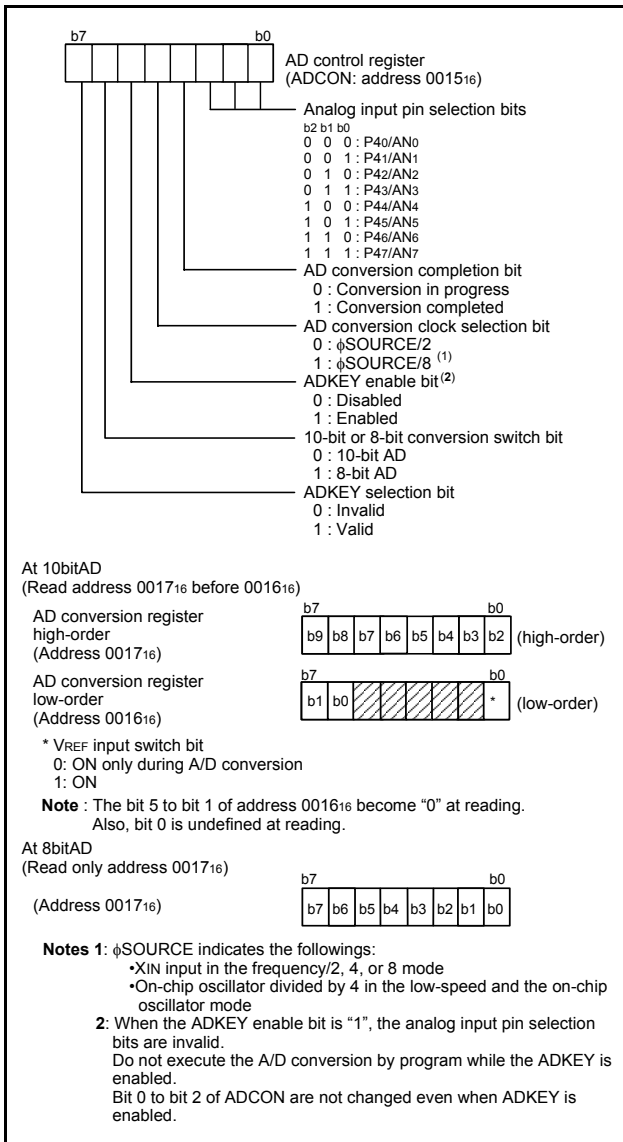 b7 b0
AD control register
(ADCON: address 001516)
Analog input pin selection bits
b2 b1 b0
0 0 0 : P40/AN0
0 0 1 : P41/AN1
0 1 0 : P42/AN2
0 1 1 : P43/AN3
1 0 0 : P44/AN4
1 0 1 : P45/AN5
1 1 0 : P46/AN6
1 1 1 : P47/AN7
AD conversion completion bit
0 : Conversion in progress
1 : Conversion completed
AD conversion clock selection bit
0 : ϕSOURCE/2
1 : ϕSOURCE/8 (1)
ADKEY enable bit(2)
0 : Disabled
1 : Enabled
10-bit or 8-bit conversion switch bit
0 : 10-bit AD
1 : 8-bit AD
ADKEY selection bit
0 : Invalid
1 : Valid
At 10bitAD
(Read address 001716 before 001616)
b7 b0
AD conversion register
high-order
(Address 001716)
b9 b8 b7 b6 b5 b4 b3 b2 (high-order)
b7 b0
AD conversion register
low-order
(Address 001616)
b1 b0 * (low-order)
* VREF input switch bit
0: ON only during A/D conversion
1: ON
Note : The bit 5 to bit 1 of address 001616 become “0” at reading.
Also, bit 0 is undefined at reading.
At 8bitAD
(Read only address 001716)
b7 b0
(Address 001716)
b7 b6 b5 b4 b3 b2 b1 b0
Notes 1: ϕSOURCE indicates the followings:
•XIN input in the frequency/2, 4, or 8 mode
•On-chip oscillator divided by 4 in the low-speed and the on-chip
oscillator mode
2: When the ADKEY enable bit is “1”, the analog input pin selection
bits are invalid.
Do not execute the A/D conversion by program while the ADKEY is
enabled.
Bit 0 to bit 2 of ADCON are not changed even when ADKEY is
enabled.